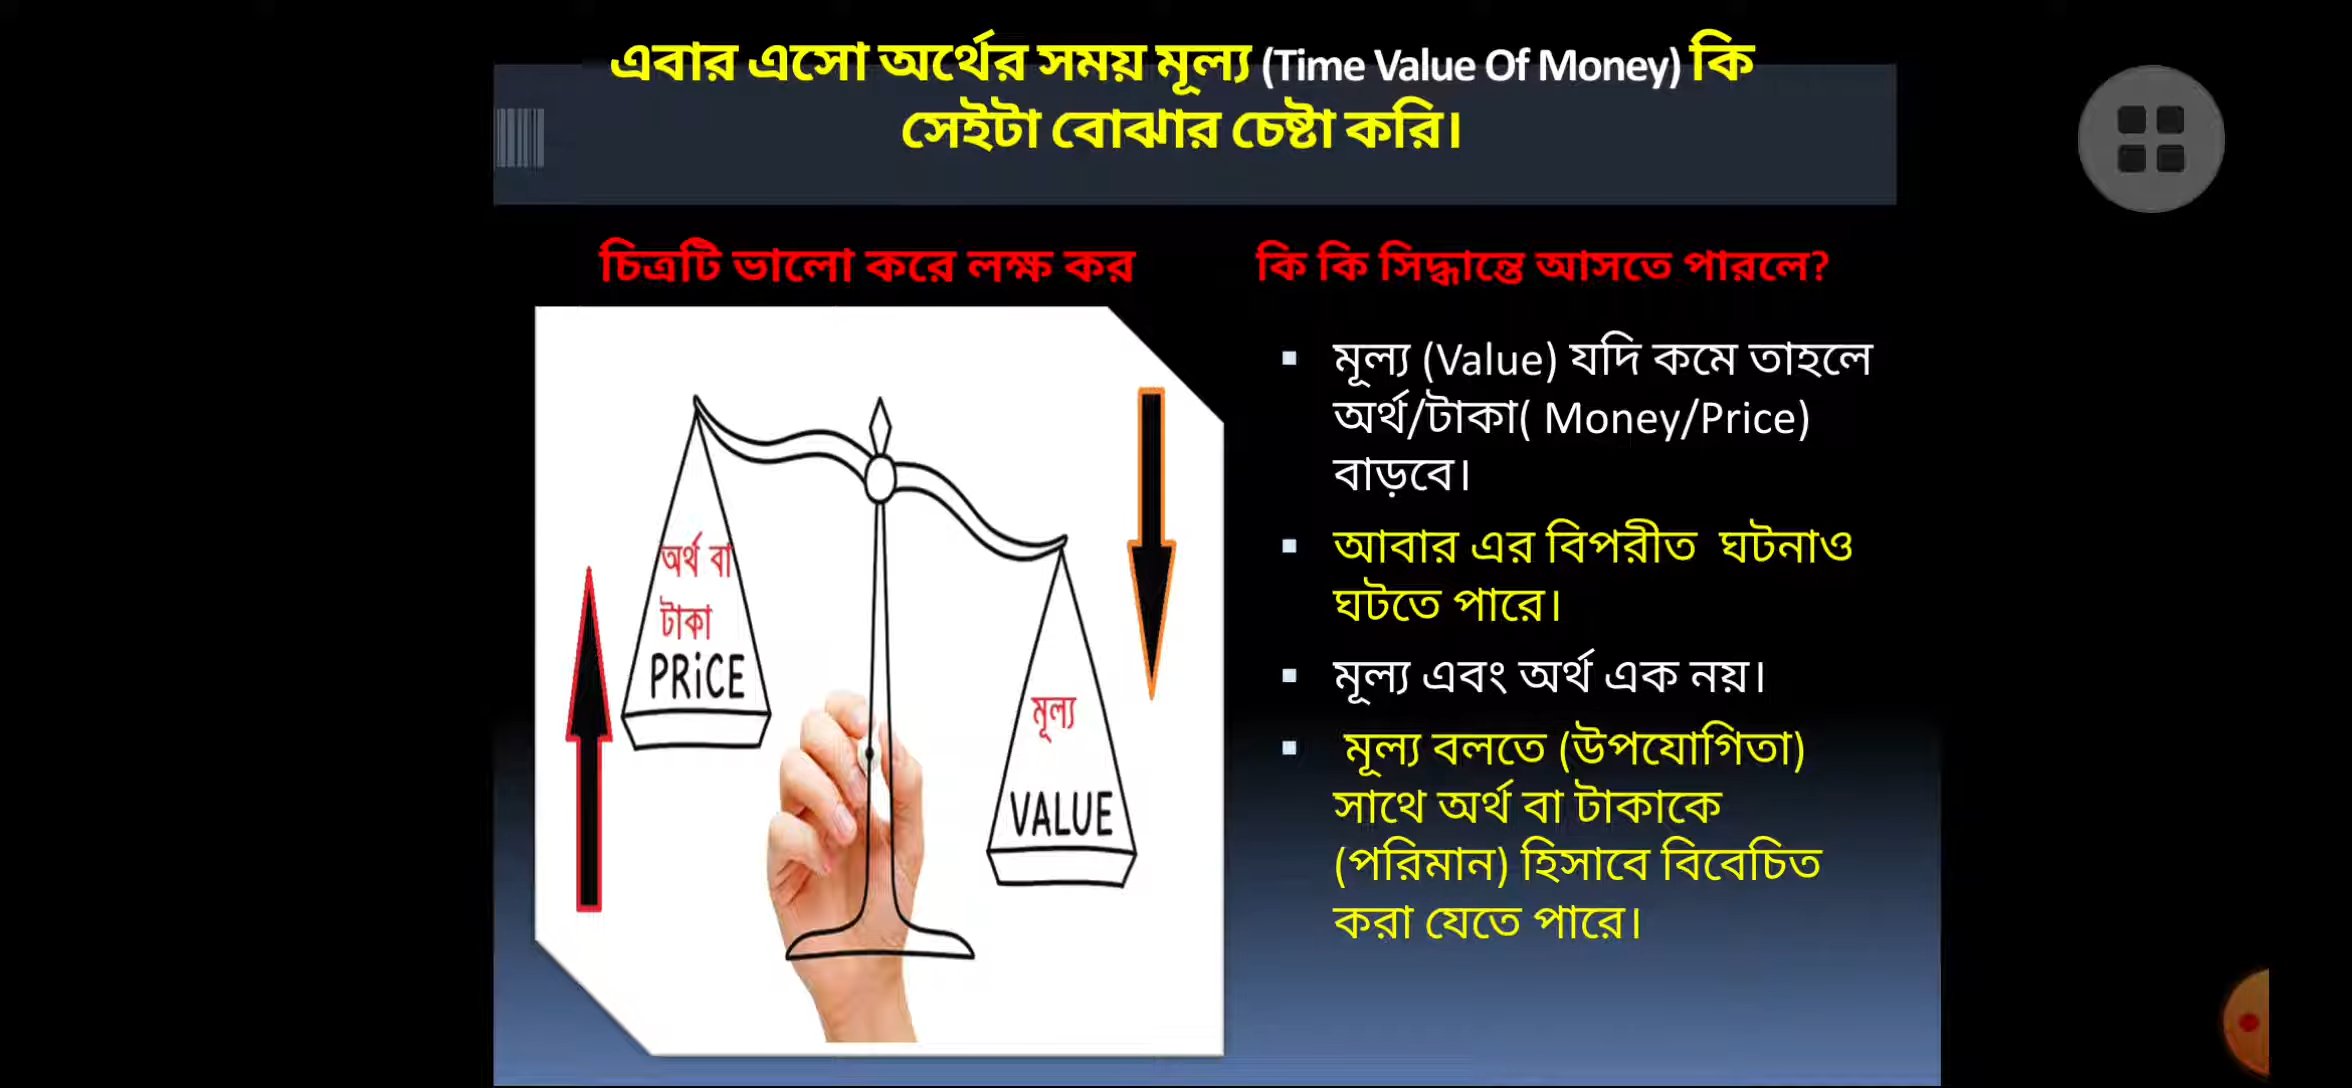 এবার এসো অর্থের সময় মূল্য (Time Value Of Money) কি
সেইটা বোঝার চেষ্টা করি।
চিত্রটি ভালো করে লক্ষ কর
অর্থ বা
টাকা
PRiCE
মূল্য
VALUE
কি কি সিদ্ধান্তে আসতে পারলে?
মূল্য (Value) যদি কমে তাহলে
অর্থ/টাকা( Money/Price)
বাড়বে।
আবার এর বিপরীত ঘটনাও
ঘটতে পারে।
মূল্য এবং অর্থ এক নয়।
মূল্য বলতে (উপযোগিতা)
সাথে অর্থ বা টাকাকে
(পরিমান) হিসাবে বিবেচিত
করা যেতে পারে।